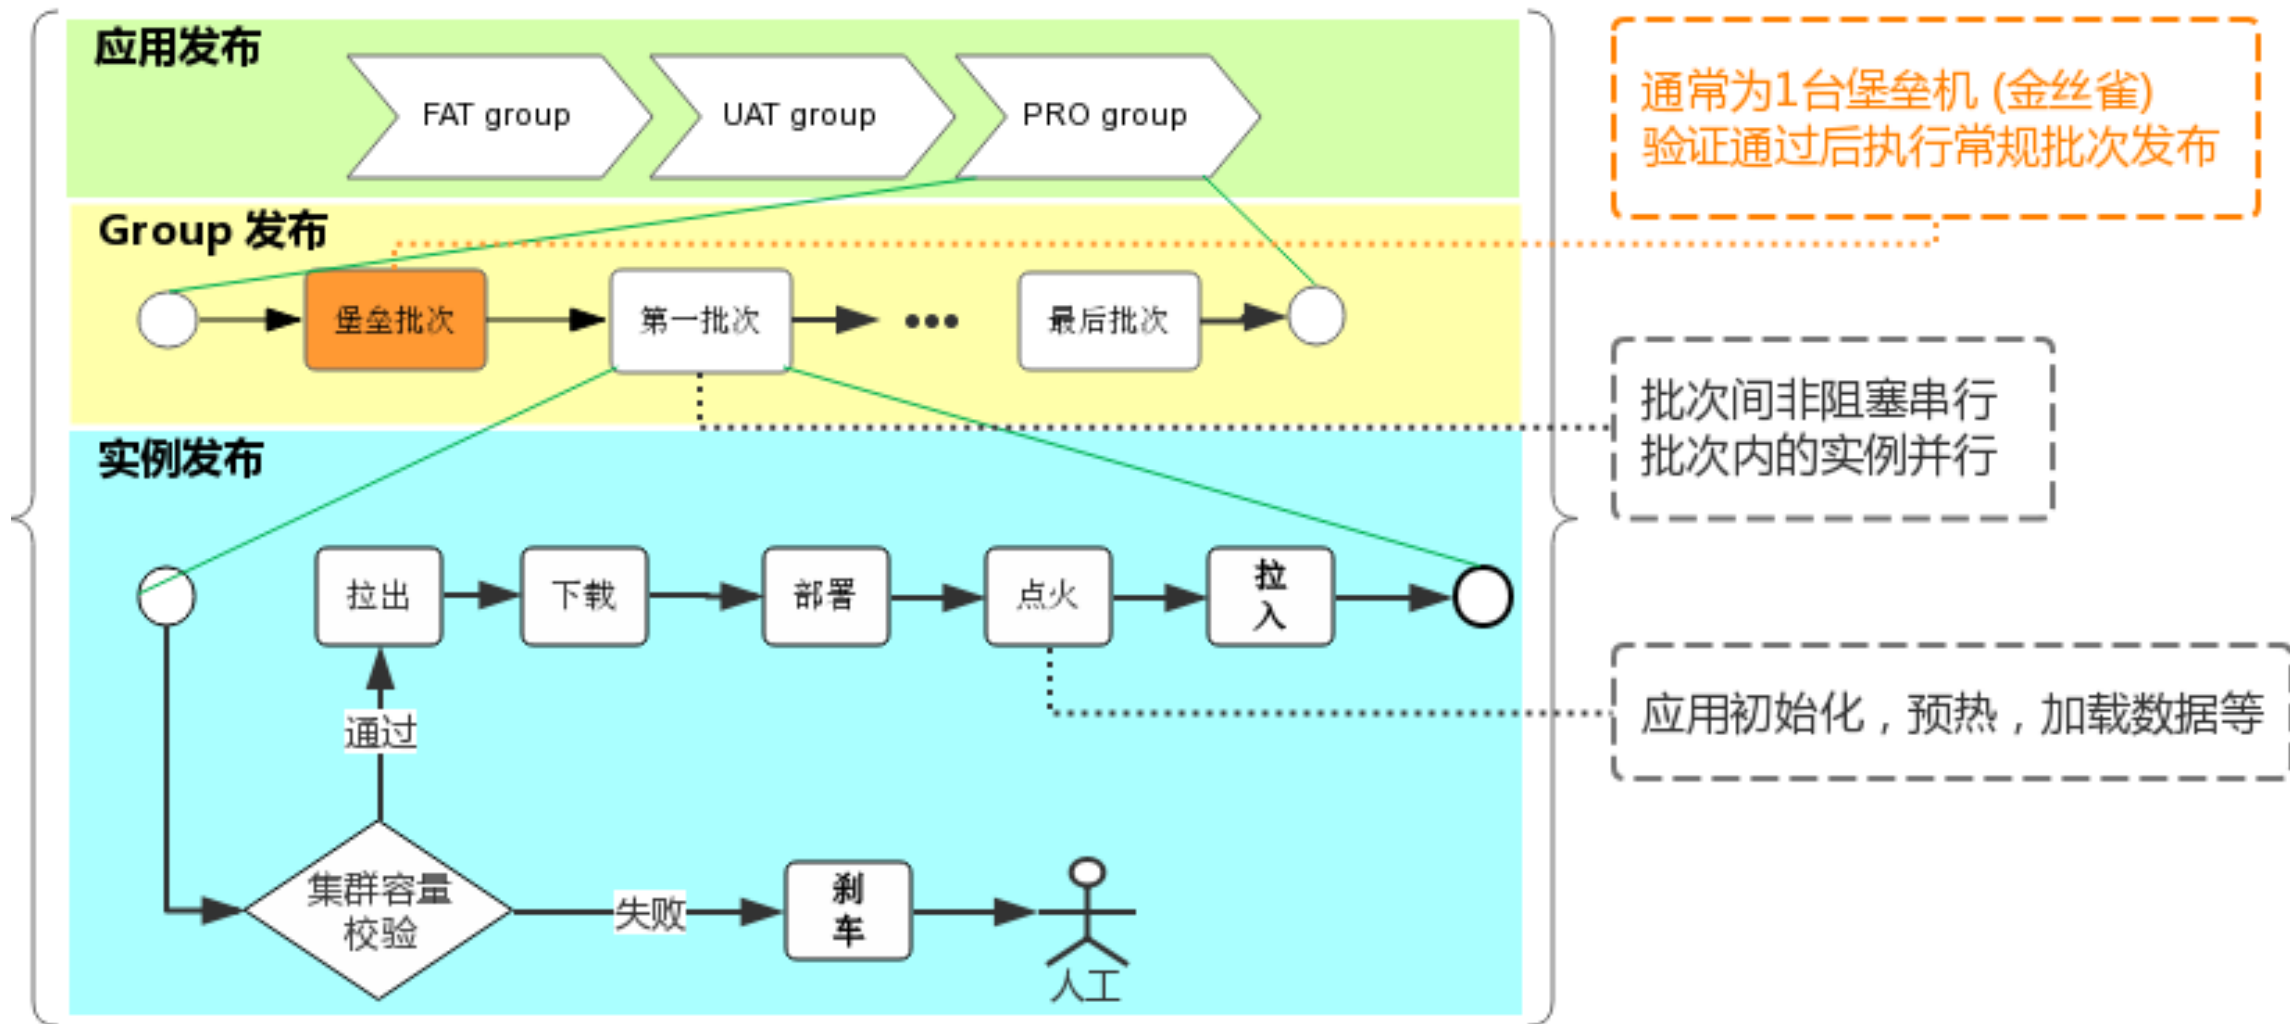 应用发布
FAT group
UAT group
PRO group
通常为1台堡垒机 (金丝雀)
验证通过后执行常规批次发布
Group 发布
堡垒批次
第一批次
•••
最后批次
批次间非阻塞串行
批次内的实例并行
实例发布
拉出
下载
部署
点火
拉
入
通过
应用初始化，预热，加载数据等
集群容量
校验
失败
刹
车
人工